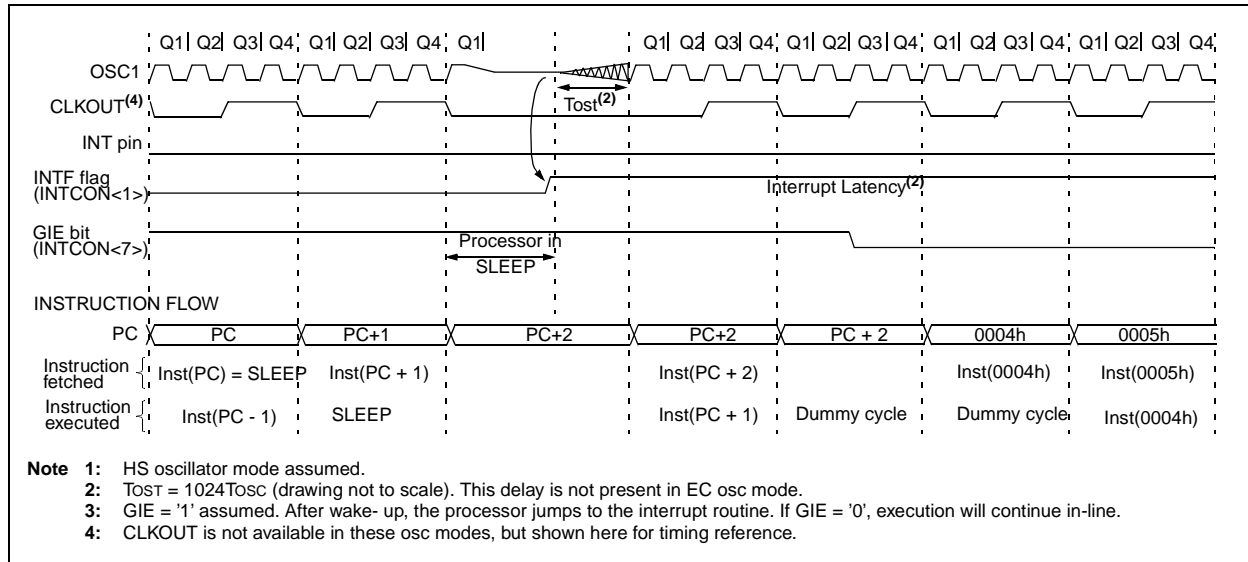 Q1 Q2 Q3 Q4 Q1 Q2 Q3 Q4 Q1 Q1 Q2 Q3 Q4 Q1 Q2 Q3 Q4 Q1 Q2 Q3 Q4 Q1 Q2 Q3 Q4
OSC1
Tost(2)
CLKOUT(4)
INT pin
INTF flag
(INTCON<1>)
Interrupt Latency(2)
GIE bit
(INTCON<7>)
Processor in
SLEEP
INSTRUCTION FLOW
PC PC PC+1 PC+2 PC+2 PC + 2 0004h 0005h
Instruction
fetched
Inst(PC) = SLEEP Inst(PC + 1) Inst(PC + 2) Inst(0004h) Inst(0005h)
Instruction
executed
Inst(PC - 1) SLEEP Inst(PC + 1) Dummy cycle Dummy cycle Inst(0004h)
Note 1: HS oscillator mode assumed.
2: TOST = 1024TOSC (drawing not to scale). This delay is not present in EC osc mode.
3: GIE = '1' assumed. After wake- up, the processor jumps to the interrupt routine. If GIE = '0', execution will continue in-line.
4: CLKOUT is not available in these osc modes, but shown here for timing reference.